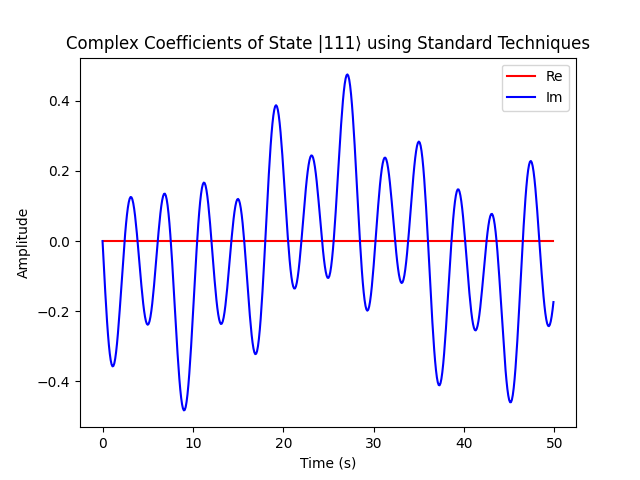 Complex Coefficients of State |111⟩ using Standard Techniques
Re
Im
0.4
0.2
0.0
−0.2
−0.4
Amplitude
0
10
20
30
40
50
Time (s)